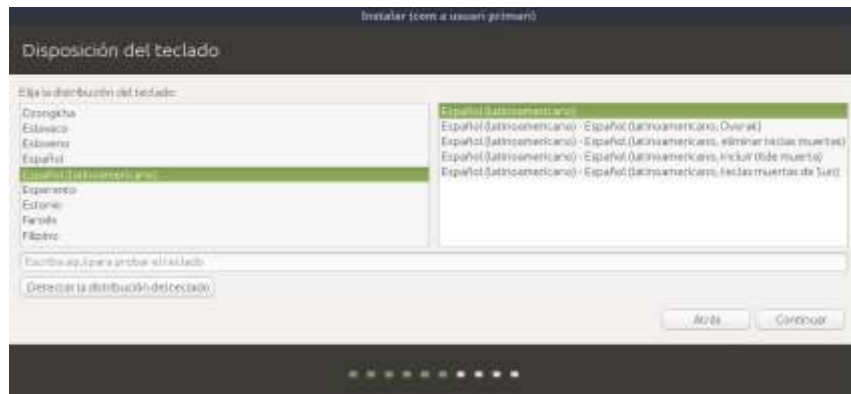 Instalar (com a usuari primari)
Disposición del teclado
Elija la distribución del teclado:
Dzongkha
Eslovaco
Esloveno
Español
Español (latinoamericano)
Esperanto
Estonio
Faroés
Filipino
Español (latinoamericano)
Español (latinoamericano) - Español (latinoamericano, Dvorak)
Español (latinoamericano) - Español (latinoamericano, eliminar teclas muertas)
Español (latinoamericano) - Español (latinoamericano, incluir tilde muerta)
Español (latinoamericano) - Español (latinoamericano, teclas muertas de Sun)
Escriba aquí para probar el teclado
Detectar la distribución del teclado
Atrás
Continuar